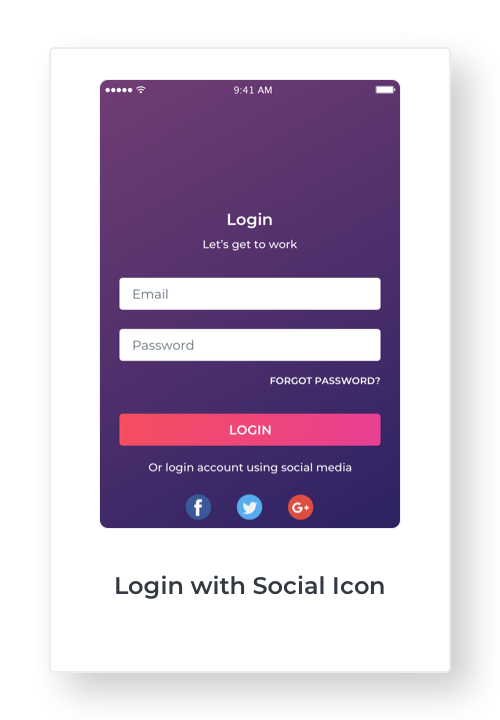 9:41 AM
Login
Let's get to work
Email
Password
FORGOT PASSWORD?
LOGIN
Or login account using social media
f
G+
Login with Social Icon